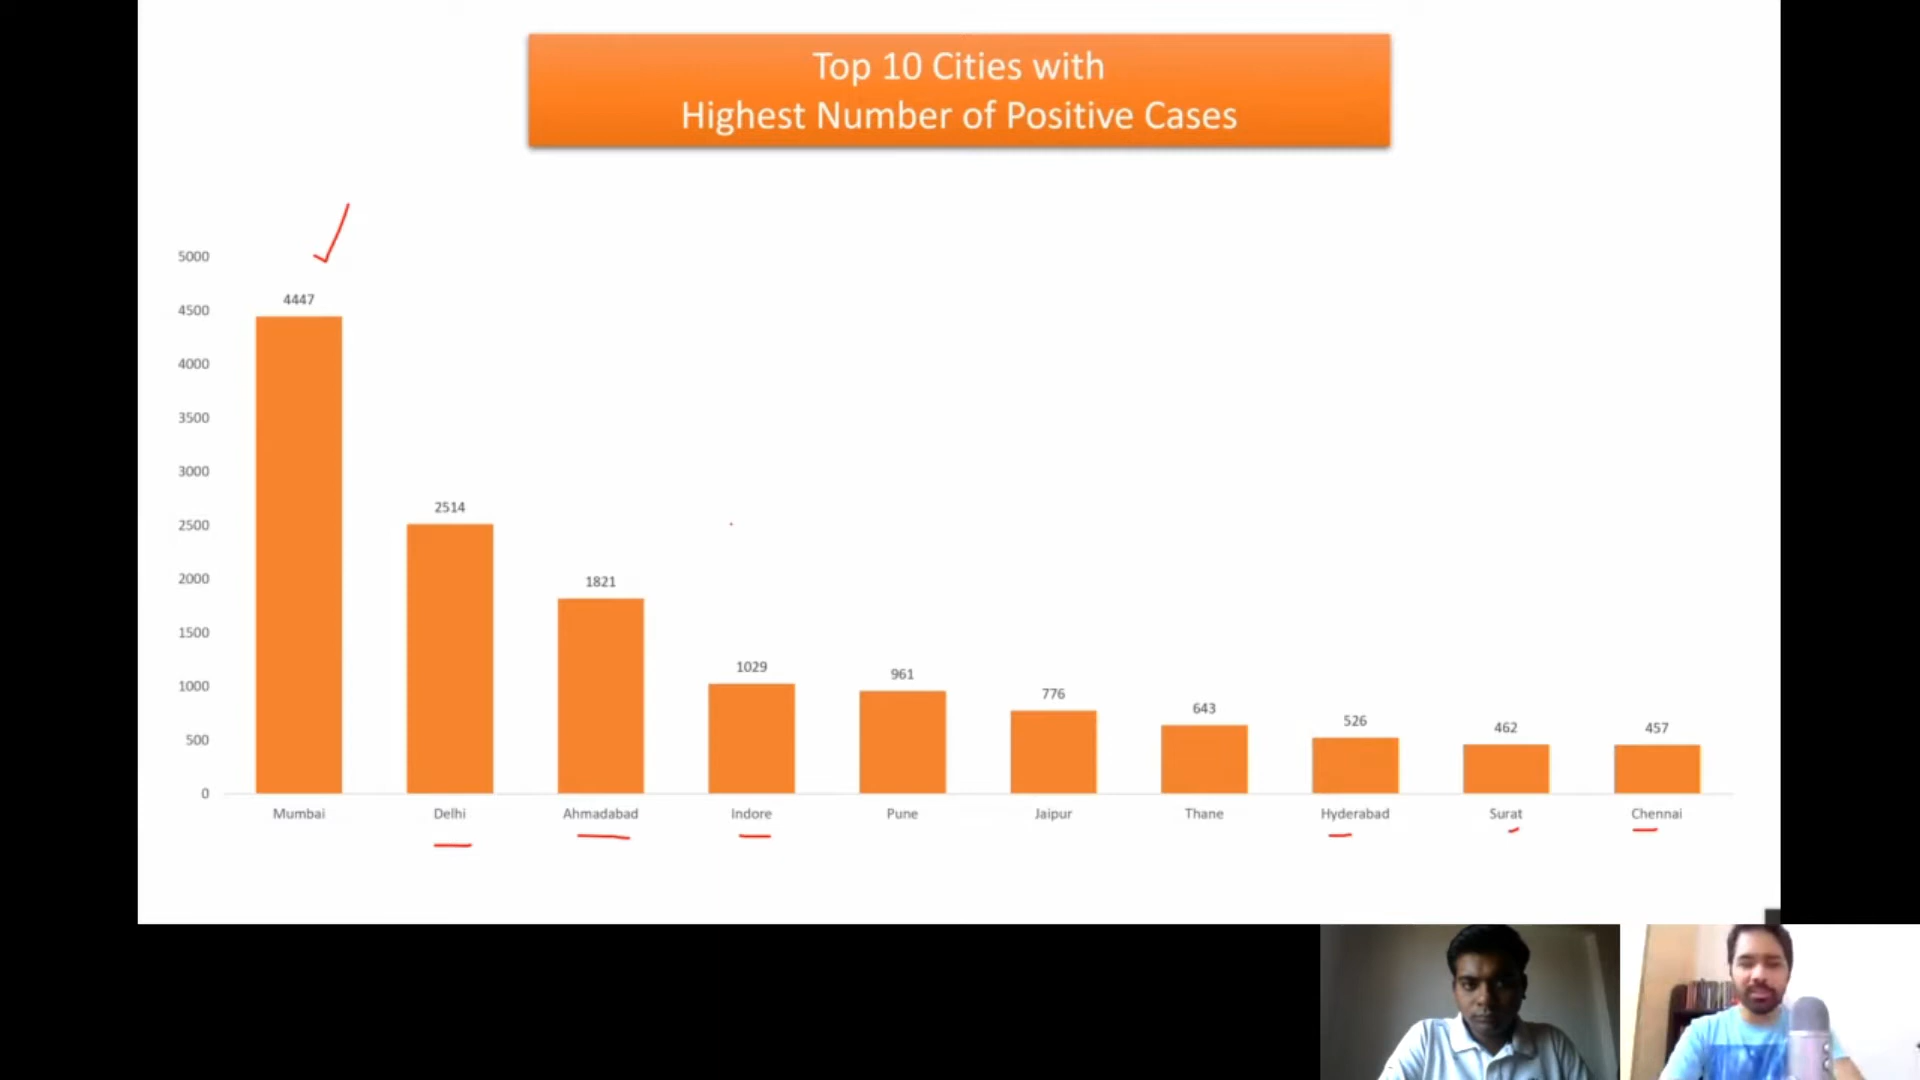 Top 10 Cities with
Highest Number of Positive Cases
5000
4500
4000
3500
3000
2500
2000
1500
1000
500
0
4447
2514
1821
1029
961
776
643
526
462
457
Mumbai
Delhi
Ahmadabad
Indore
Pune
Jaipur
Thane
Hyderabad
Surat
Chennai